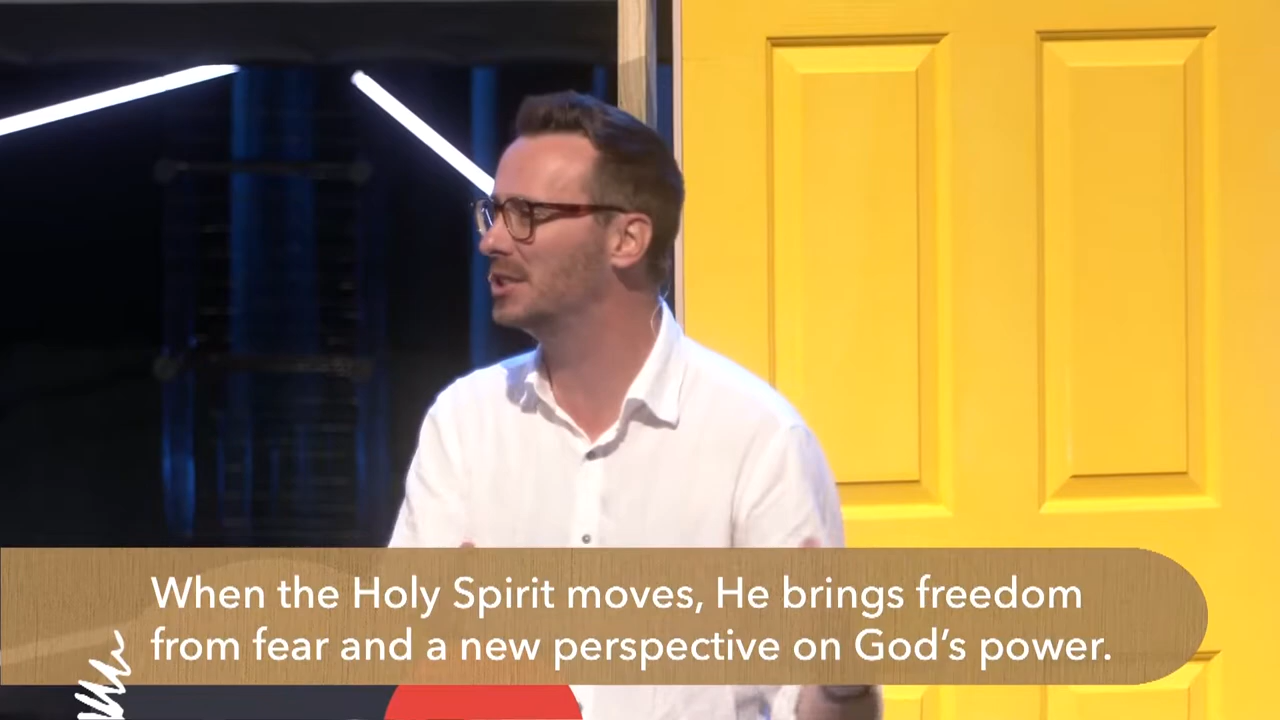 When the Holy Spirit moves, He brings freedom
from fear and a new perspective on God's power.